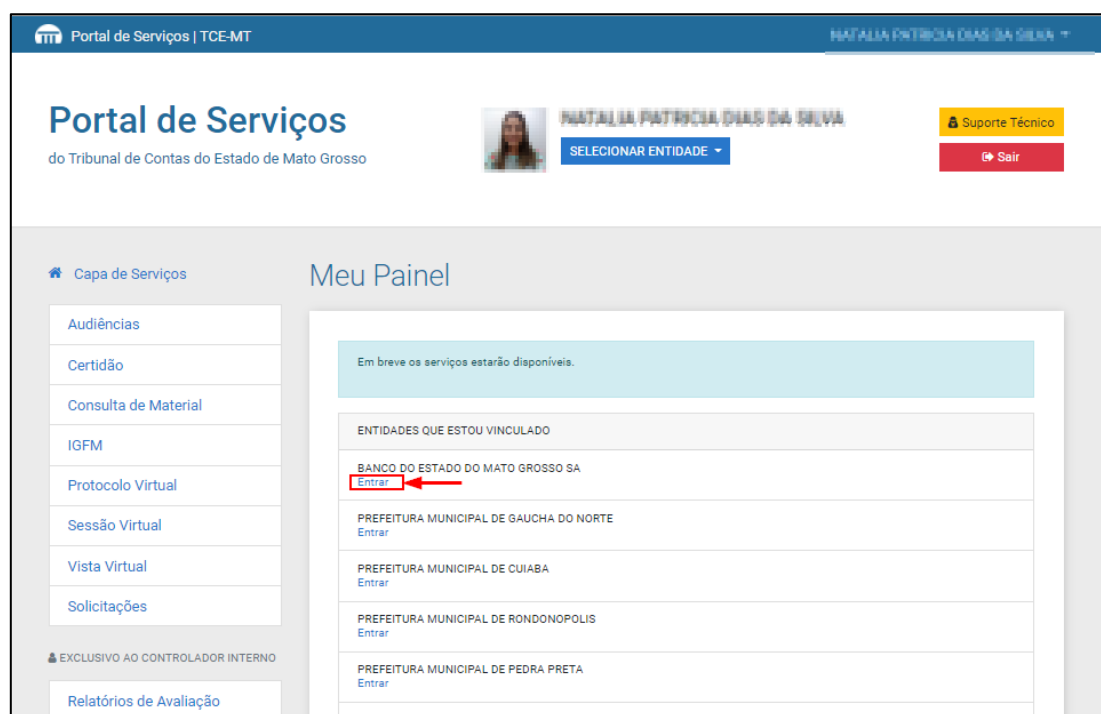 Portal de Serviços | TCE-MT
Portal de Serviços
do Tribunal de Contas do Estado de Mato Grosso
SELECIONAR ENTIDADE
Suporte Técnico
Sair
Capa de Serviços
Audiências
Certidão
Consulta de Material
IGFM
Protocolo Virtual
Sessão Virtual
Vista Virtual
Solicitações
EXCLUSIVO AO CONTROLADOR INTERNO
Relatórios de Avaliação
Meu Painel
Em breve os serviços estarão disponíveis.
ENTIDADES QUE ESTOU VINCULADO
BANCO DO ESTADO DO MATO GROSSO SA
Entrar
PREFEITURA MUNICIPAL DE GAUCHA DO NORTE
Entrar
PREFEITURA MUNICIPAL DE CUIABA
Entrar
PREFEITURA MUNICIPAL DE RONDONOPOLIS
Entrar
PREFEITURA MUNICIPAL DE PEDRA PRETA
Entrar